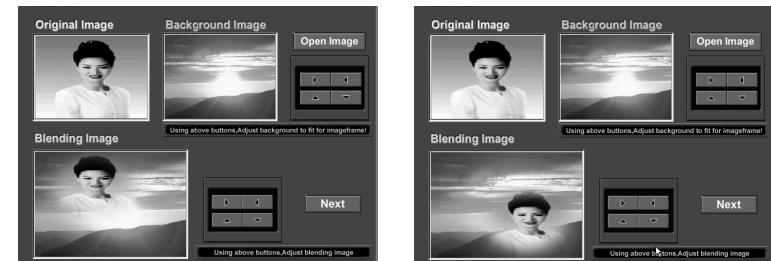 Original Image
Background Image
Open Image
Using above buttons,Adjust background to fit for imageframe!
Blending Image
Next
Using above buttons,Adjust blending image
Original Image
Background Image
Open Image
Using above buttons,Adjust background to fit for imageframe!
Blending Image
Next
Using above buttons,Adjust blending image